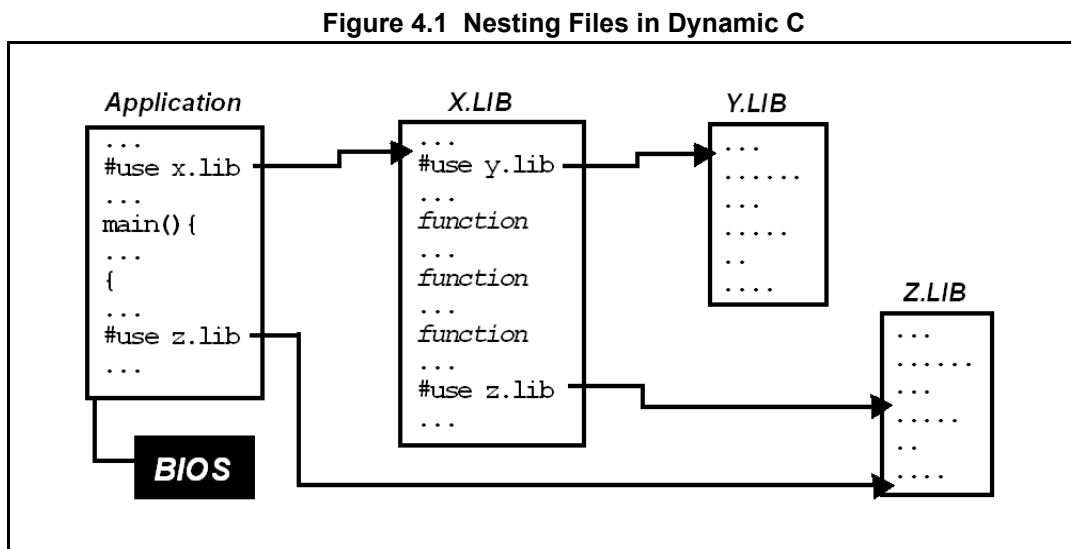 Figure 4.1 Nesting Files in Dynamic C
Application
...
#use x.lib
...
main(){
...
{
...
#use z.lib
...
BIOS
X.LIB
...
#use y.lib
...
function
...
function
...
function
...
#use z.lib
...
Y.LIB
...
......
...
.....
..
....
Z.LIB
...
......
...
.....
..
....